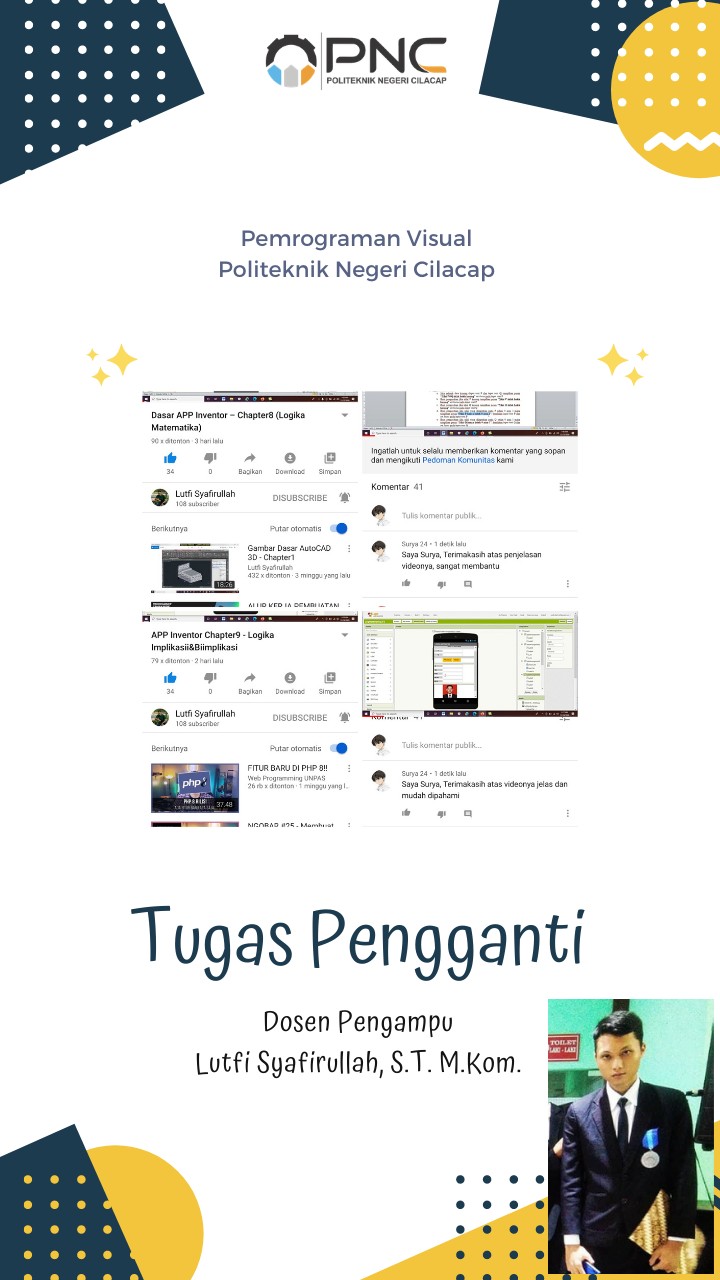 PNC
POLITEKNIK NEGERI CILACAP
Pemrograman Visual
Politeknik Negeri Cilacap
Dasar APP Inventor – Chapter8 (Logika
Matematika)
90 x ditonton · 3 hari lalu
34
0
Bagikan
Download
Simpan
Lutfi Syafirullah
108 subscriber
DISUBSCRIBE
Berikutnya
Putar otomatis
Gambar Dasar AutoCAD
3D - Chapter1
Lutfi Syafirullah
432 x ditonton · 3 minggu yang lalu
18.26
ALUR KERJA PEMBUATAN
Ingatlah untuk selalu memberikan komentar yang sopan
dan mengikuti Pedoman Komunitas kami
Komentar 41
Tulis komentar publik...
Surya 24 • 1 detik lalu
Saya Surya, Terimakasih atas penjelasan
videonya, sangat membantu
APP Inventor Chapter9 - Logika
Implikasii&Biimplikasi
79 x ditonton · 2 hari lalu
34
0
Bagikan
Download
Simpan
Lutfi Syafirullah
108 subscriber
DISUBSCRIBE
Berikutnya
Putar otomatis
FITUR BARU DI PHP 8!!
Web Programming UNPAS
26 rb x ditonton · 1 minggu yang l...
php
PHP 8 RILIS!
37.48
NGOBAR #25 - Membuat
Komentar 41
Tulis komentar publik...
Surya 24 • 1 detik lalu
Saya Surya, Terimakasih atas videonya jelas dan
mudah dipahami
Tugas Pengganti
Dosen Pengampu
Lutfi Syafirullah, S.T. M.Kom.
TOILET
LAKI - LAKI